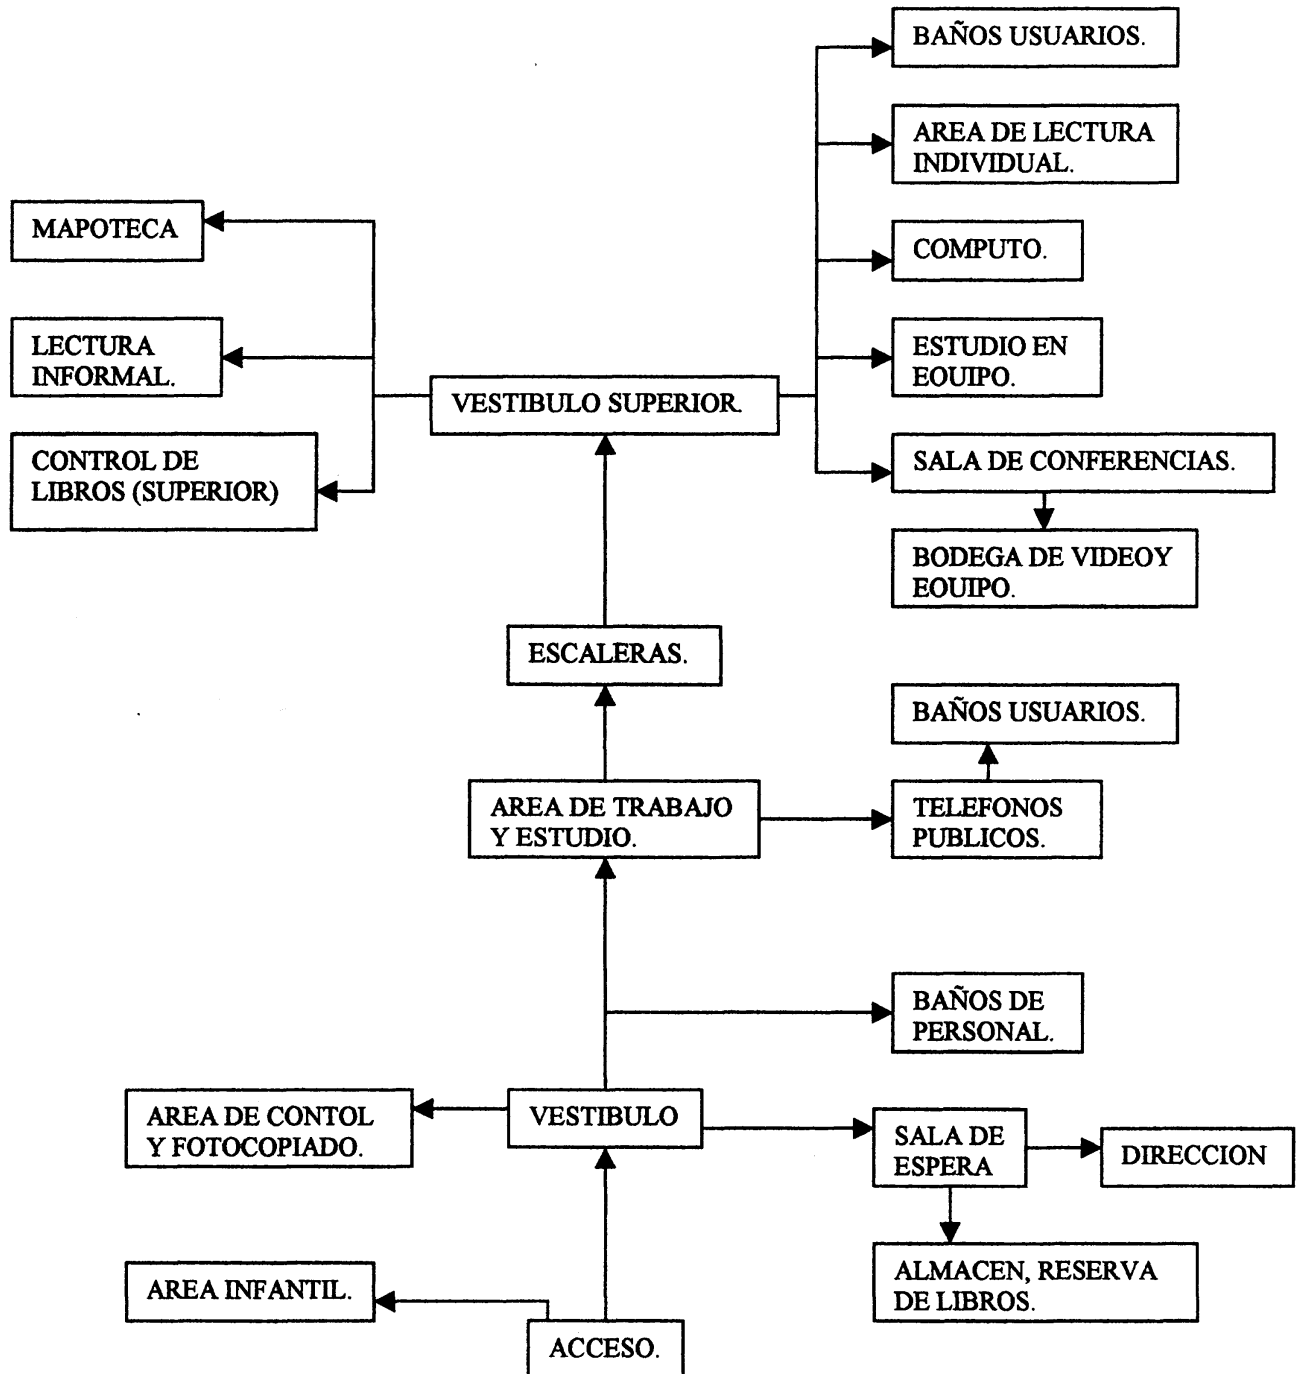 BAÑOS USUARIOS.
AREA DE LECTURA
INDIVIDUAL.
MAPOTECA
COMPUTO.
LECTURA
INFORMAL.
ESTUDIO EN
EQUIPO.
VESTIBULO SUPERIOR.
CONTROL DE
LIBROS (SUPERIOR)
SALA DE CONFERENCIAS.
BODEGA DE VIDEOY
EQUIPO.
ESCALERAS.
BAÑOS USUARIOS.
AREA DE TRABAJO
Y ESTUDIO.
TELEFONOS
PUBLICOS.
BAÑOS DE
PERSONAL.
AREA DE CONTOL
Y FOTOCOPIADO.
VESTIBULO
SALA DE
ESPERA
DIRECCION
AREA INFANTIL.
ALMACEN, RESERVA
DE LIBROS.
ACCESO.